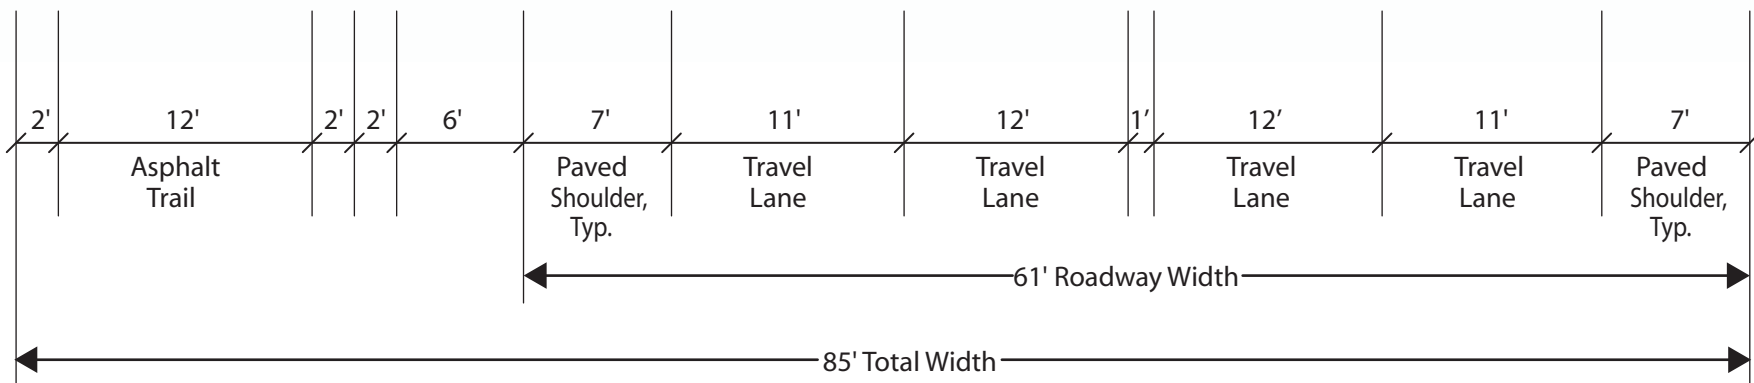 2' 12' 2' 2' 6' 7' 11' 12' 1’ 12’ 11' 7'
Asphalt Trail
Paved Shoulder, Typ.
Travel Lane
Travel Lane
Travel Lane
Travel Lane
Paved Shoulder, Typ.
61' Roadway Width
85' Total Width